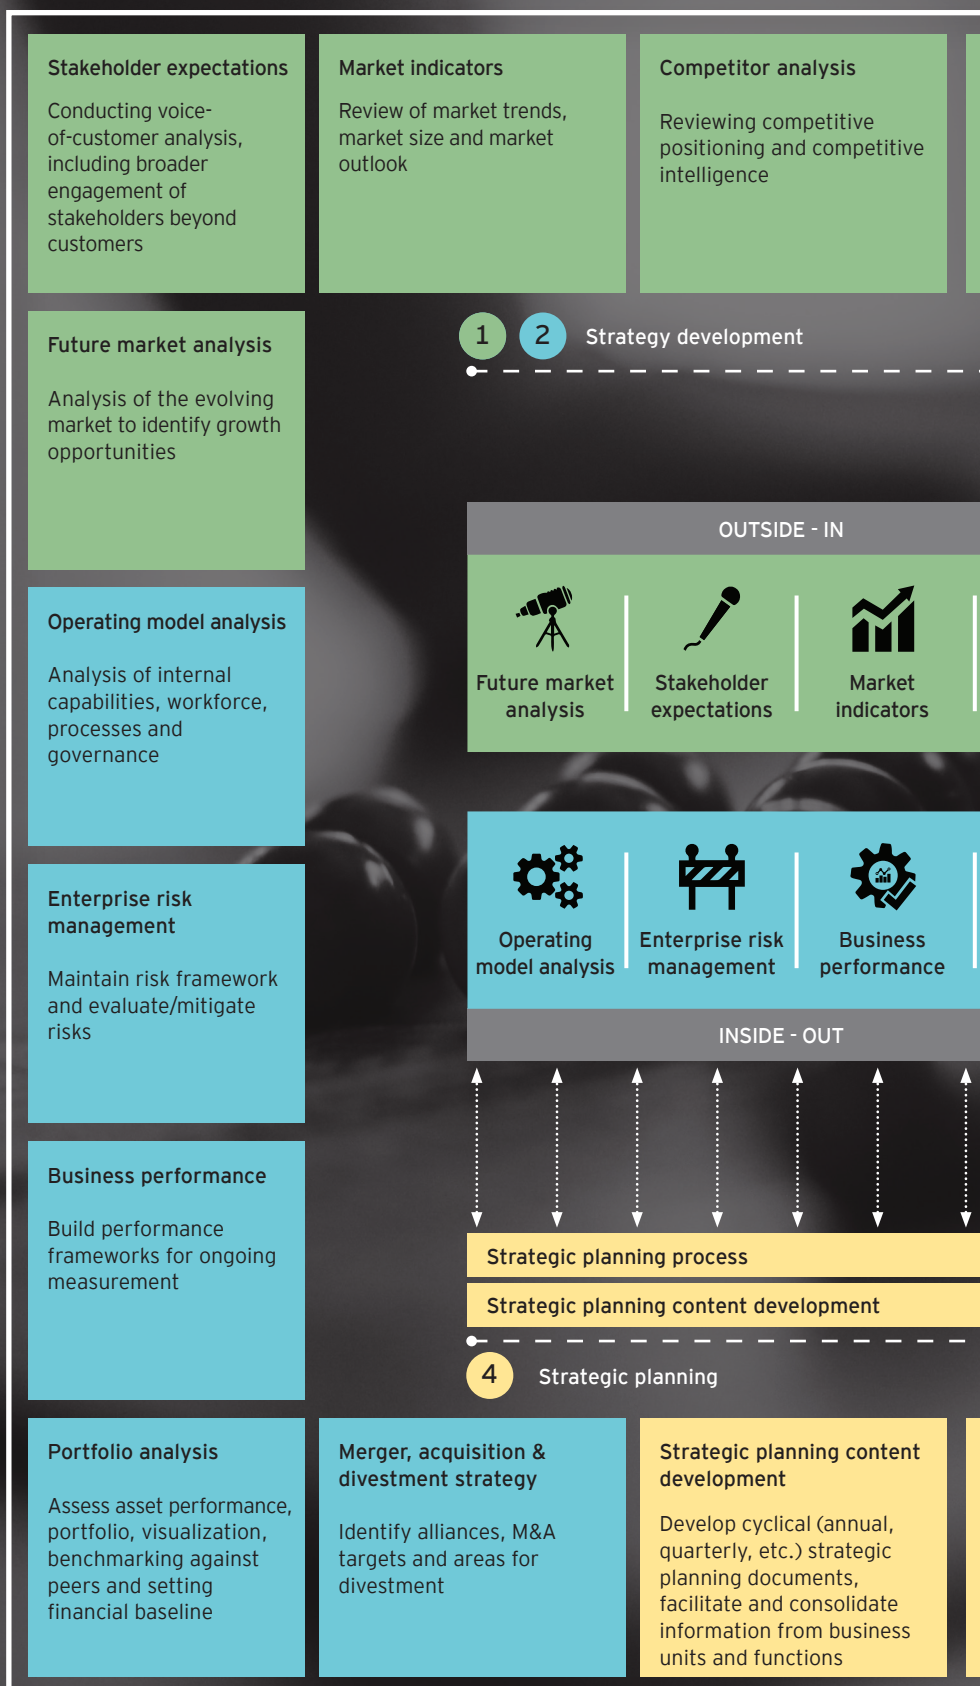 Stakeholder expectations
Conducting voice-
of-customer analysis,
including broader
engagement of
stakeholders beyond
customers
Market indicators
Review of market trends,
market size and market
outlook
Competitor analysis
Reviewing competitive
positioning and competitive
intelligence
Future market analysis
Analysis of the evolving
market to identify growth
opportunities
1 2 Strategy development
OUTSIDE - IN
Future market
analysis
Stakeholder
expectations
Market
indicators
Operating model analysis
Analysis of internal
capabilities, workforce,
processes and
governance
Enterprise risk
management
Maintain risk framework
and evaluate/mitigate
risks
Operating
model analysis
Enterprise risk
management
Business
performance
INSIDE - OUT
Business performance
Build performance
frameworks for ongoing
measurement
Strategic planning process
Strategic planning content development
4 Strategic planning
Portfolio analysis
Assess asset performance,
portfolio, visualization,
benchmarking against
peers and setting
financial baseline
Merger, acquisition &
divestment strategy
Identify alliances, M&A
targets and areas for
divestment
Strategic planning content
development
Develop cyclical (annual,
quarterly, etc.) strategic
planning documents,
facilitate and consolidate
information from business
units and functions